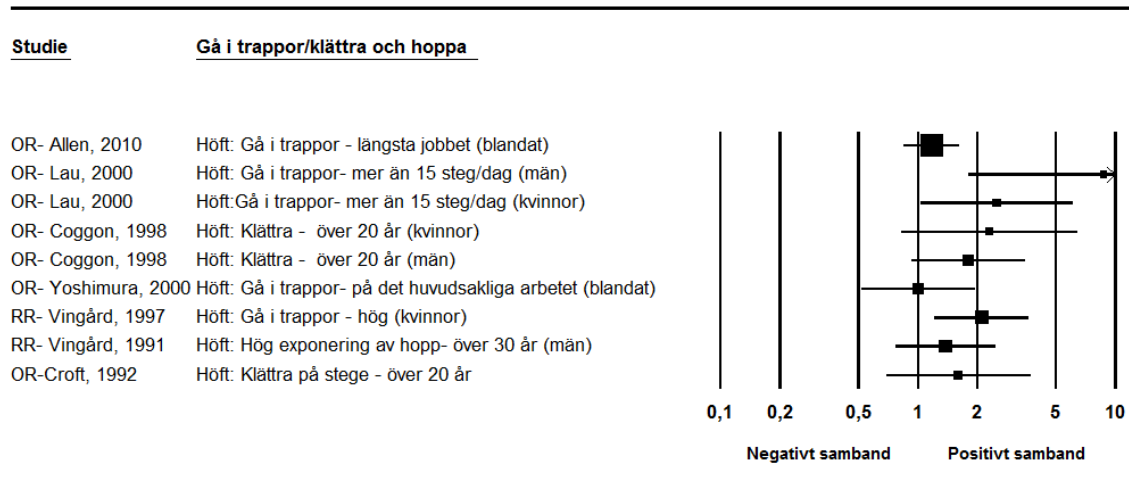 Studie Gå i trappor/klättra och hoppa
OR- Allen, 2010 Höft: Gå i trappor - längsta jobbet (blandat)
OR- Lau, 2000 Höft: Gå i trappor- mer än 15 steg/dag (män)
OR- Lau, 2000 Höft:Gå i trappor- mer än 15 steg/dag (kvinnor)
OR- Coggon, 1998 Höft: Klättra - över 20 år (kvinnor)
OR- Coggon, 1998 Höft: Klättra - över 20 år (män)
OR- Yoshimura, 2000 Höft: Gå i trappor- på det huvudsakliga arbetet (blandat)
RR- Vingård, 1997 Höft: Gå i trappor - hög (kvinnor)
RR- Vingård, 1991 Höft: Hög exponering av hopp- över 30 år (män)
OR-Croft, 1992 Höft: Klättra på stege - över 20 år
0,1 0,2 0,5 1 2 5 10
Negativt samband Positivt samband